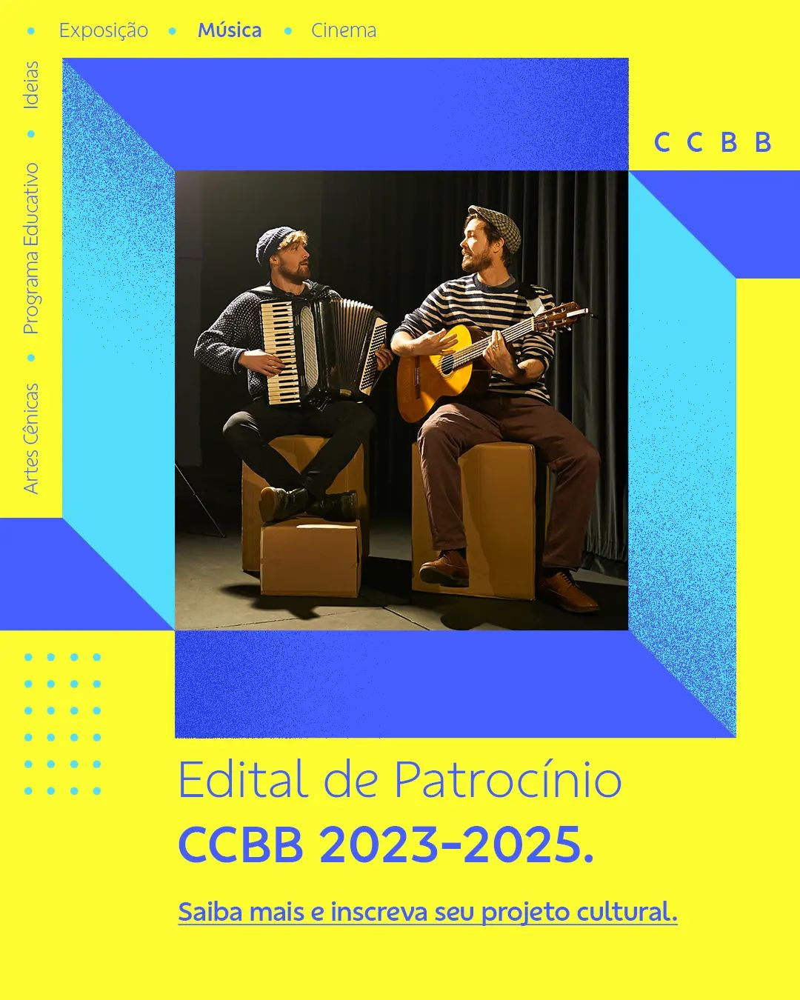 Exposição • Música • Cinema
Artes Cênicas • Programa Educativo • Ideias
CCBB
Edital de Patrocínio
CCBB 2023-2025.
Saiba mais e inscreva seu projeto cultural.